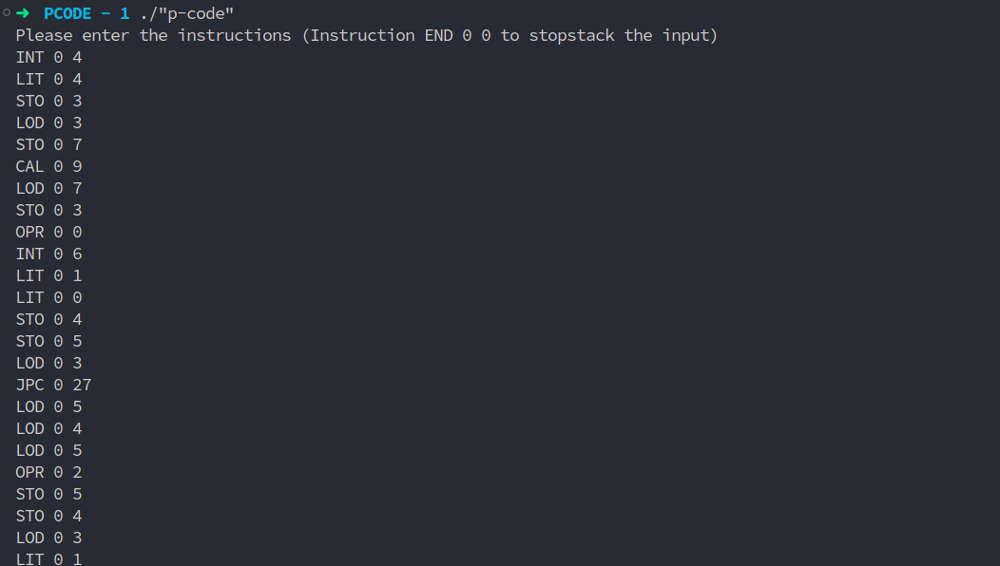 ➜ PCODE - 1 ./"p-code"
Please enter the instructions (Instruction END 0 0 to stopstack the input)
INT 0 4
LIT 0 4
STO 0 3
LOD 0 3
STO 0 7
CAL 0 9
LOD 0 7
STO 0 3
OPR 0 0
INT 0 6
LIT 0 1
LIT 0 0
STO 0 4
STO 0 5
LOD 0 3
JPC 0 27
LOD 0 5
LOD 0 4
LOD 0 5
OPR 0 2
STO 0 5
STO 0 4
LOD 0 3
LIT 0 1